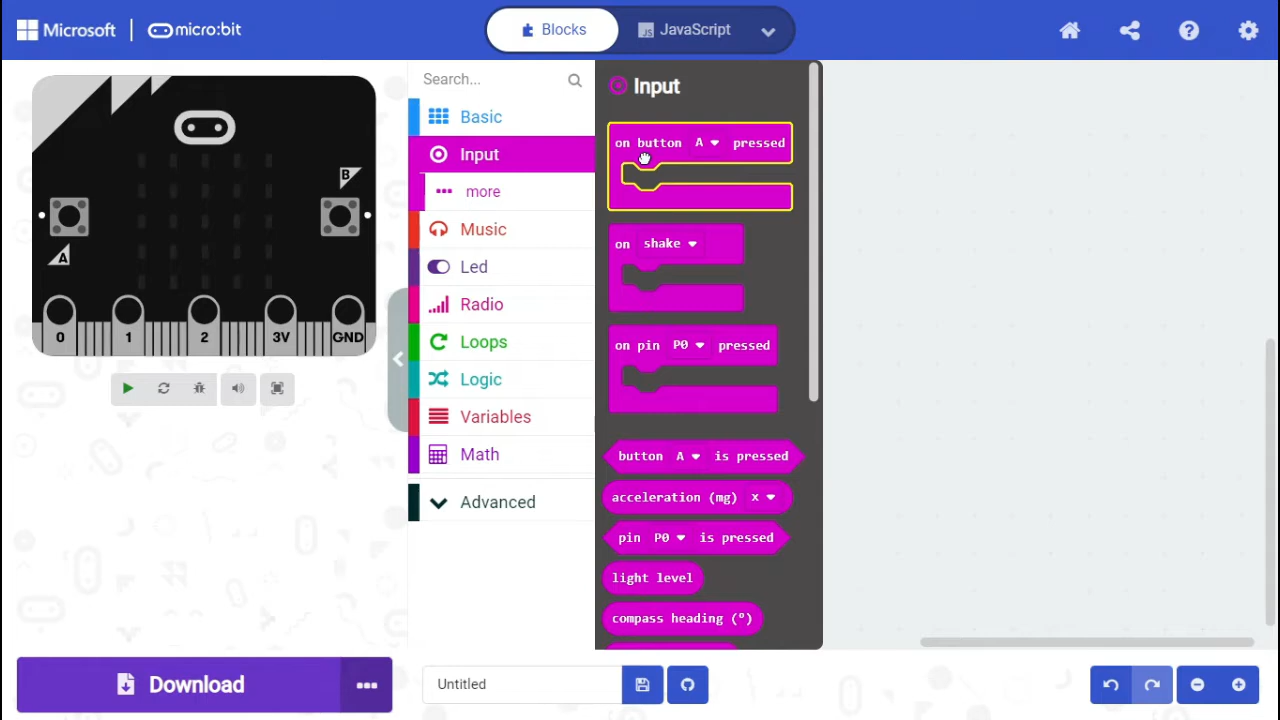 Microsoft micro:bit Blocks JavaScript
Search...
Basic
Input
more
Music
Led
Radio
Loops
Logic
Variables
Math
Advanced
Input
on button A pressed
on shake
on pin P0 pressed
button A is pressed
acceleration (mg) x
pin P0 is pressed
light level
compass heading (°)
B
A
0 1 2 3V GND
Download
Untitled